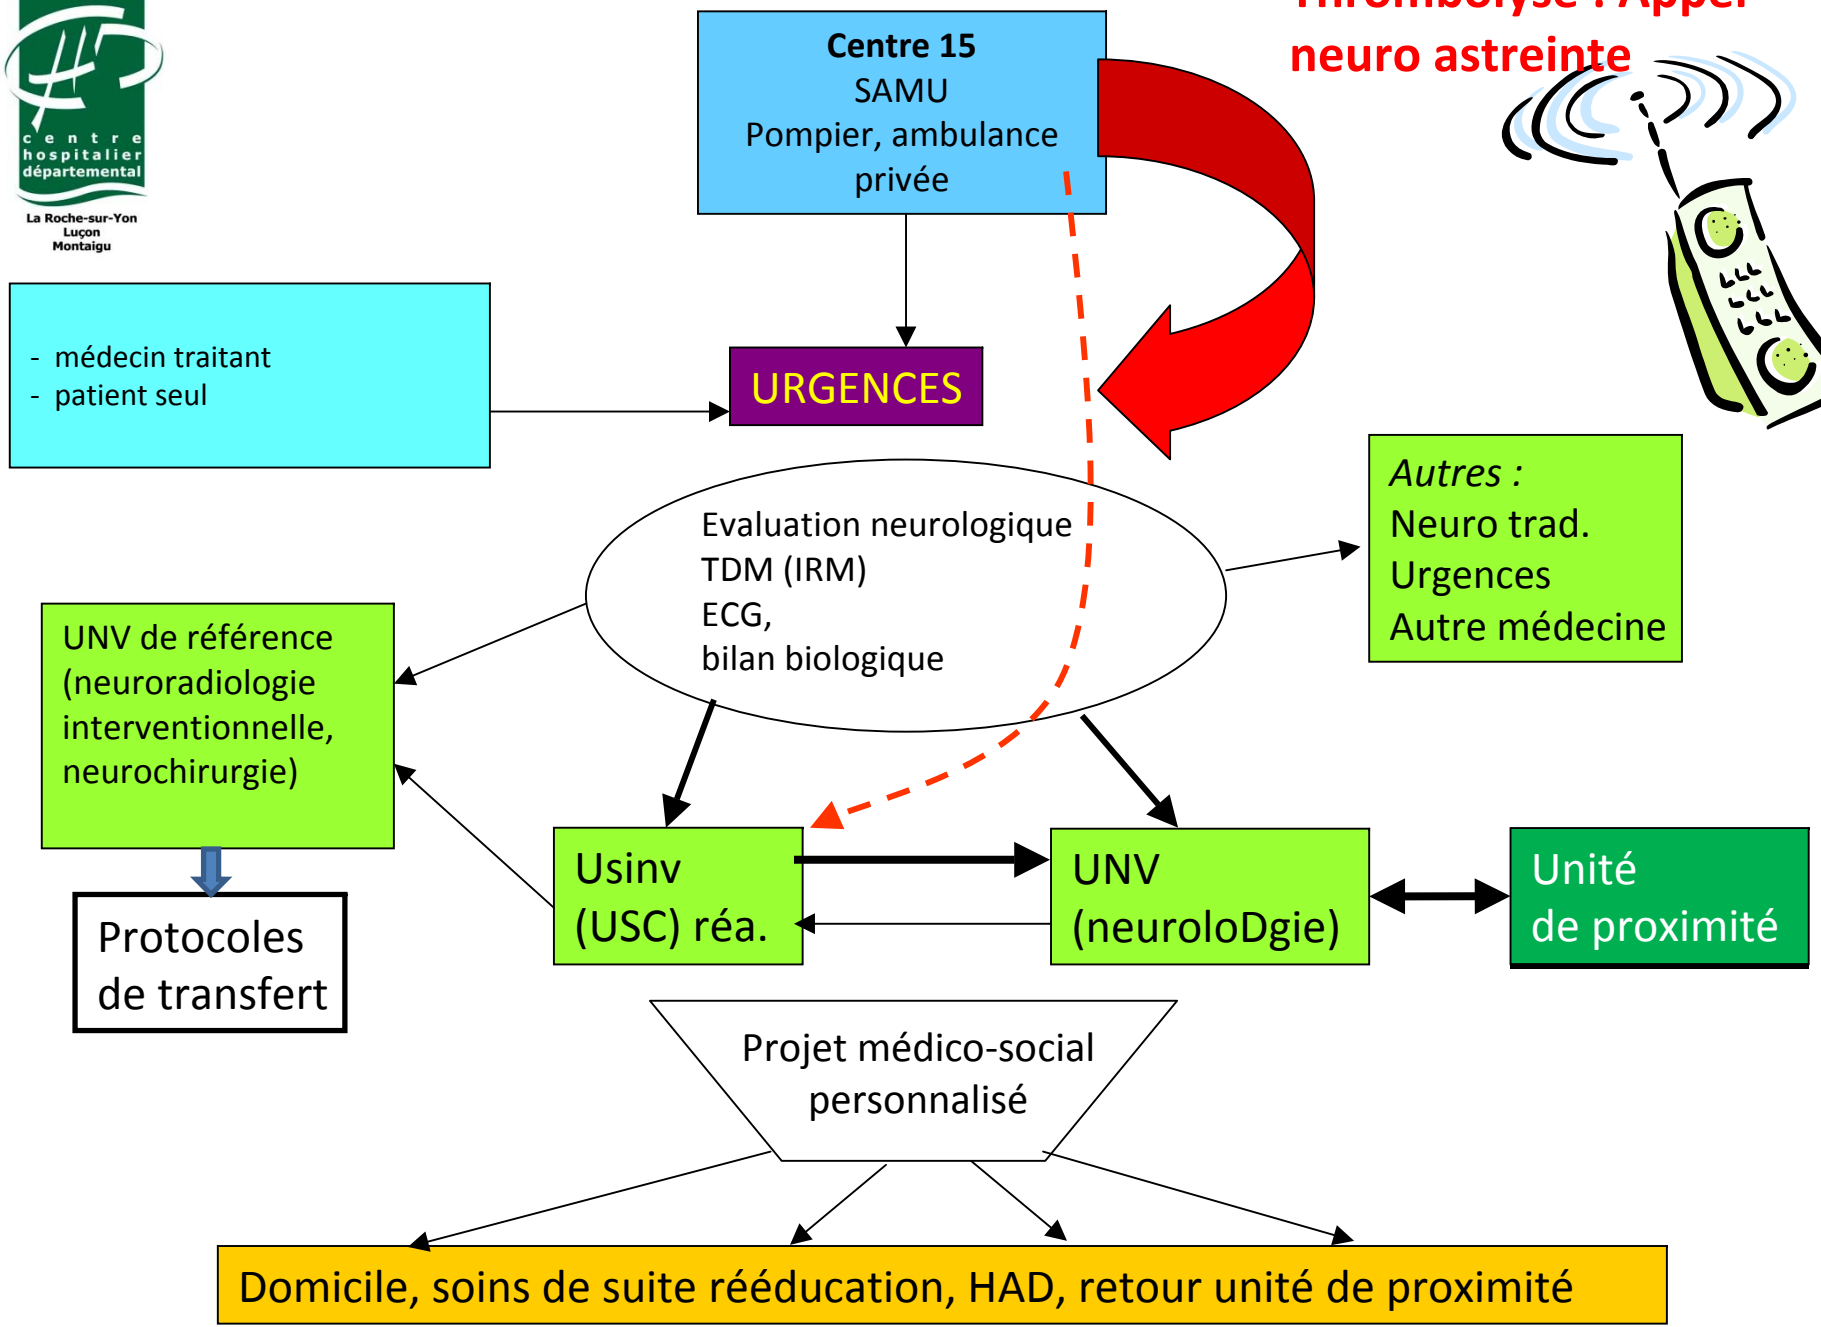 Thrombolyse : Appel
neuro astreinte
centre
hospitalier
départemental
La Roche-sur-Yon
Luçon
Montaigu
Centre 15
SAMU
Pompier, ambulance
privée
- médecin traitant
- patient seul
URGENCES
Evaluation neurologique
TDM (IRM)
ECG,
bilan biologique
Autres :
Neuro trad.
Urgences
Autre médecine
UNV de référence
(neuroradiologie
interventionnelle,
neurochirurgie)
Protocoles
de transfert
Usinv
(USC) réa.
UNV
(neuroloDgie)
Unité
de proximité
Projet médico-social
personnalisé
Domicile, soins de suite rééducation, HAD, retour unité de proximité